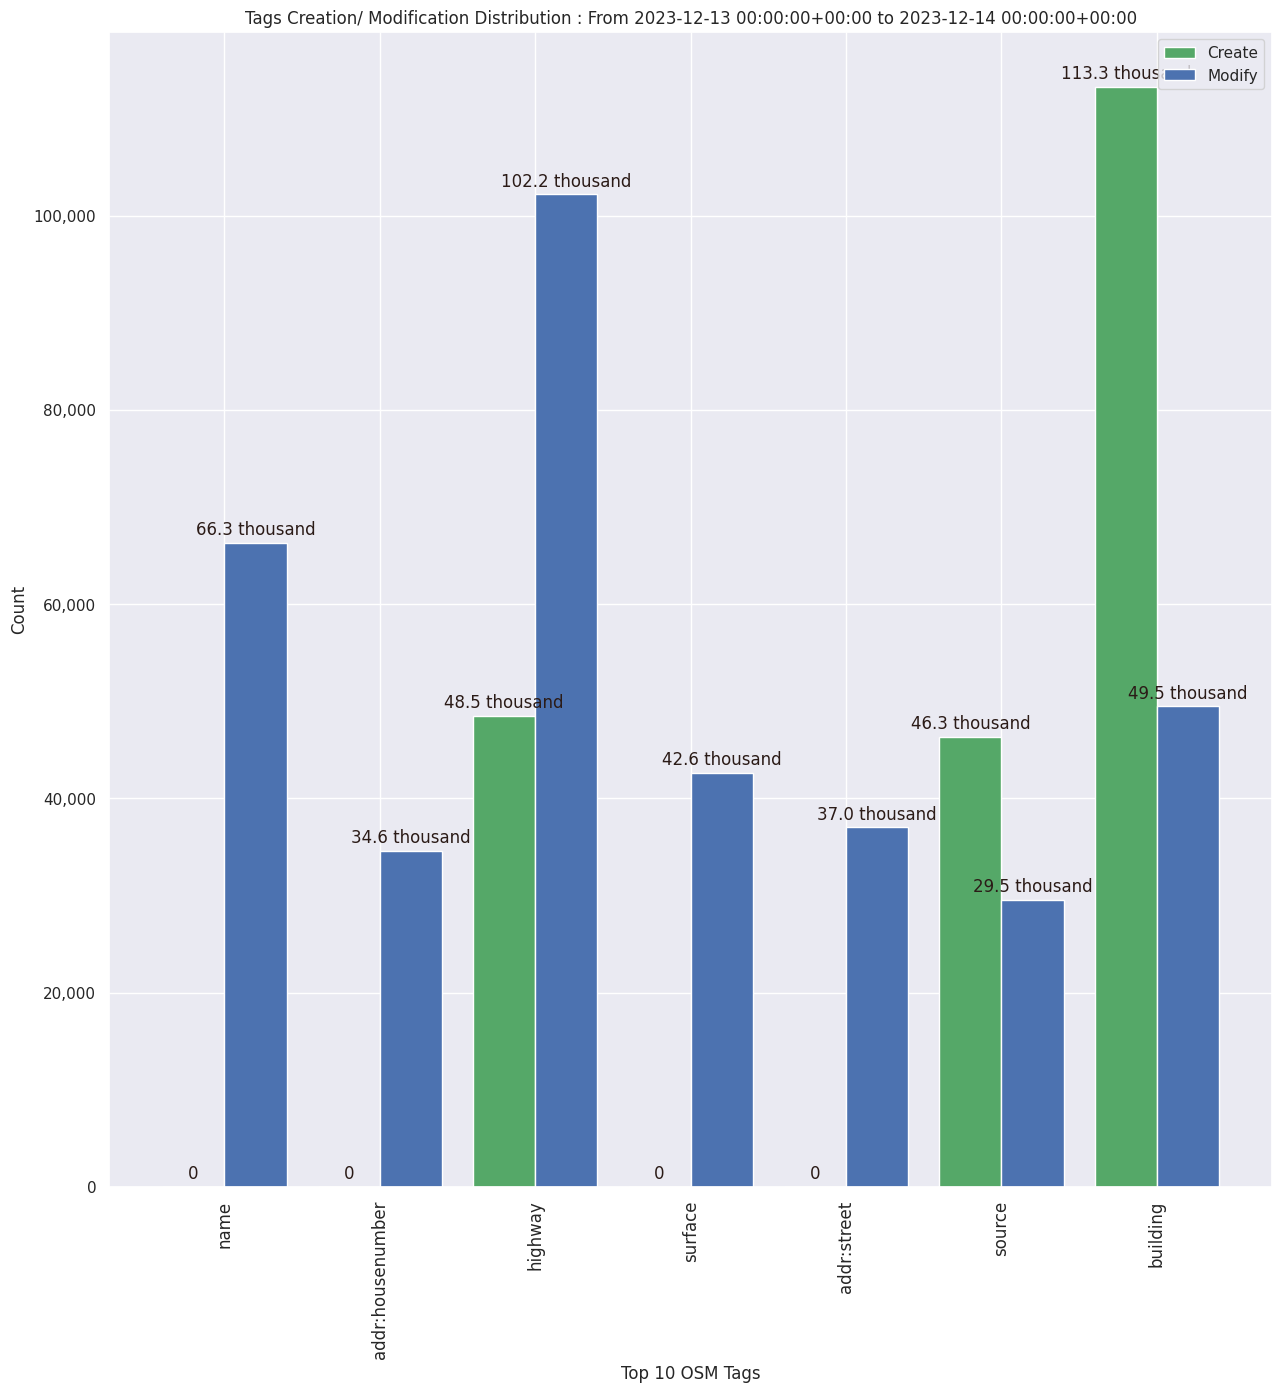 Tags Creation/ Modification Distribution : From 2023-12-13 00:00:00+00:00 to 2023-12-14 00:00:00+00:00
Create
Modify
113.3
102.2 thousand
100,000
80,000
66.3 thousand
60,000
Count
48.5 thousand
49.5 thousand
46.3 thousand
42.6 thousand
40,000
37.0 thousand
34.6 thousand
29.5 thousand
20,000
0
0
0
0
0
name
addr:housenumber
highway
surface
addr:street
source
building
Top 10 OSM Tags